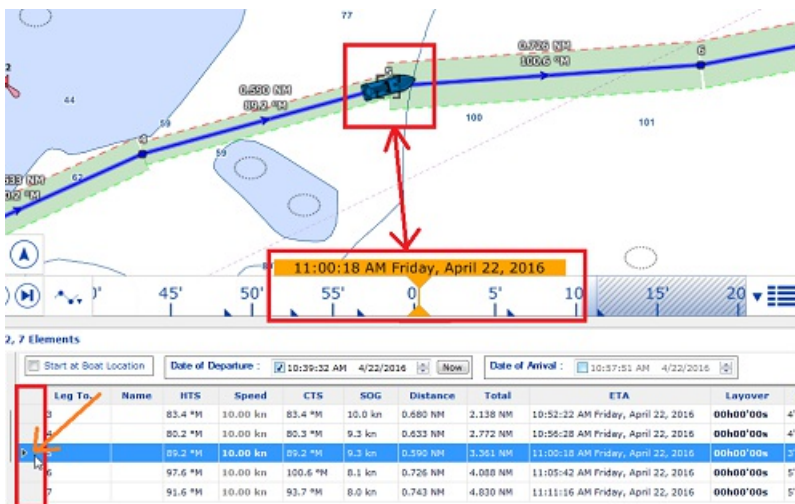 77
0.726 NM
100.6 °M
6
2
5
44
0.590 NM
89.2 °M
59
100
101
59
67
11:00:18 AM Friday, April 22, 2016
45' 50' 55' 0 5' 10 15' 20
2, 7 Elements
Start at Boat Location Date of Departure : 10:39:32 AM 4/22/2016 Now Date of Arrival : 10:57:51 AM 4/22/2016
Leg To.. Name HTS Speed CTS SOG Distance Total ETA Layover
3 83.4 °M 10.00 kn 83.4 °M 10.0 kn 0.680 NM 2.138 NM 10:52:22 AM Friday, April 22, 2016 00h00'00s 4'
80.2 °M 10.00 kn 80.3 °M 9.3 kn 0.633 NM 2.772 NM 10:56:28 AM Friday, April 22, 2016 00h00'00s 4'
89.2 °M 10.00 kn 89.2 °M 9.3 kn 0.590 NM 3.361 NM 11:00:18 AM Friday, April 22, 2016 00h00'00s 3'
6 97.6 °M 10.00 kn 100.6 °M 8.1 kn 0.726 NM 4.088 NM 11:05:42 AM Friday, April 22, 2016 00h00'00s 5'
7 91.6 °M 10.00 kn 93.7 °M 8.0 kn 0.743 NM 4.830 NM 11:11:16 AM Friday, April 22, 2016 00h00'00s 5'